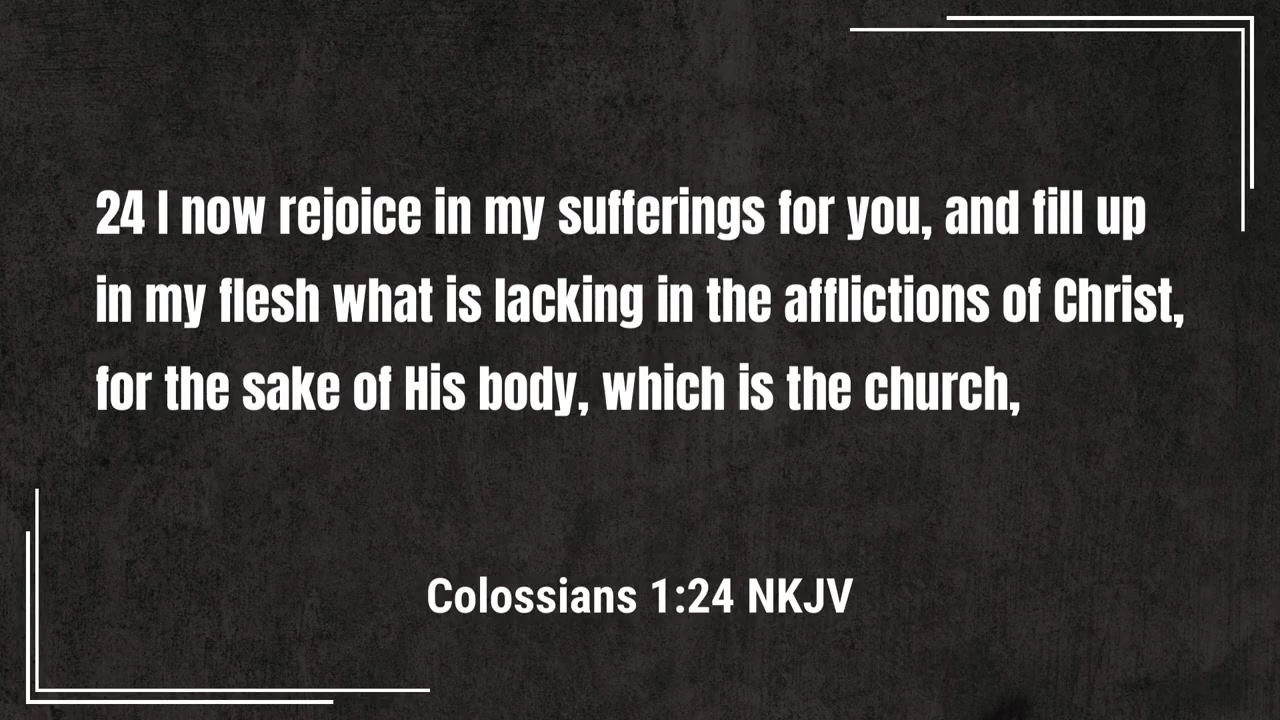 24 I now rejoice in my sufferings for you, and fill up
in my flesh what is lacking in the afflictions of Christ,
for the sake of His body, which is the church,
Colossians 1:24 NKJV